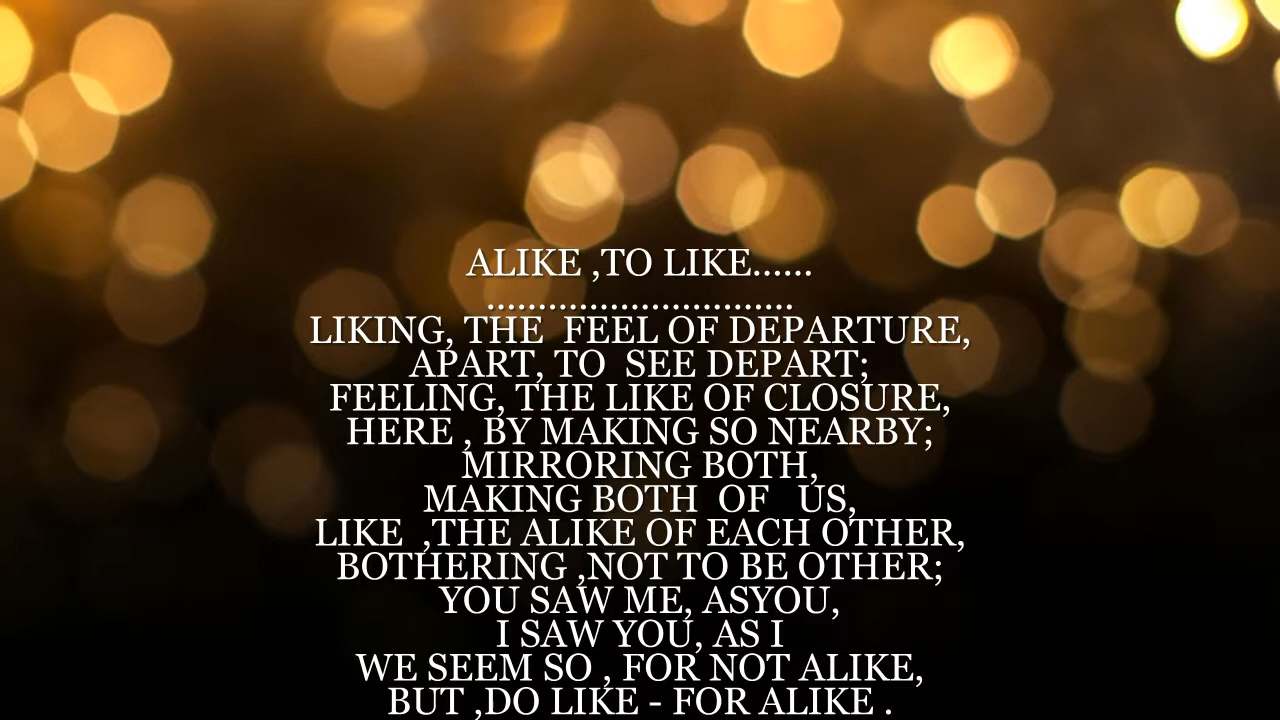 ALIKE ,TO LIKE......
..............................
LIKING, THE  FEEL OF DEPARTURE,
APART, TO  SEE DEPART;
FEELING, THE LIKE OF CLOSURE,
HERE , BY MAKING SO NEARBY;
MIRRORING BOTH,
MAKING BOTH  OF   US,
LIKE  ,THE ALIKE OF EACH OTHER,
BOTHERING ,NOT TO BE OTHER;
YOU SAW ME, ASYOU,
I SAW YOU, AS I
WE SEEM SO , FOR NOT ALIKE,
BUT ,DO LIKE - FOR ALIKE .